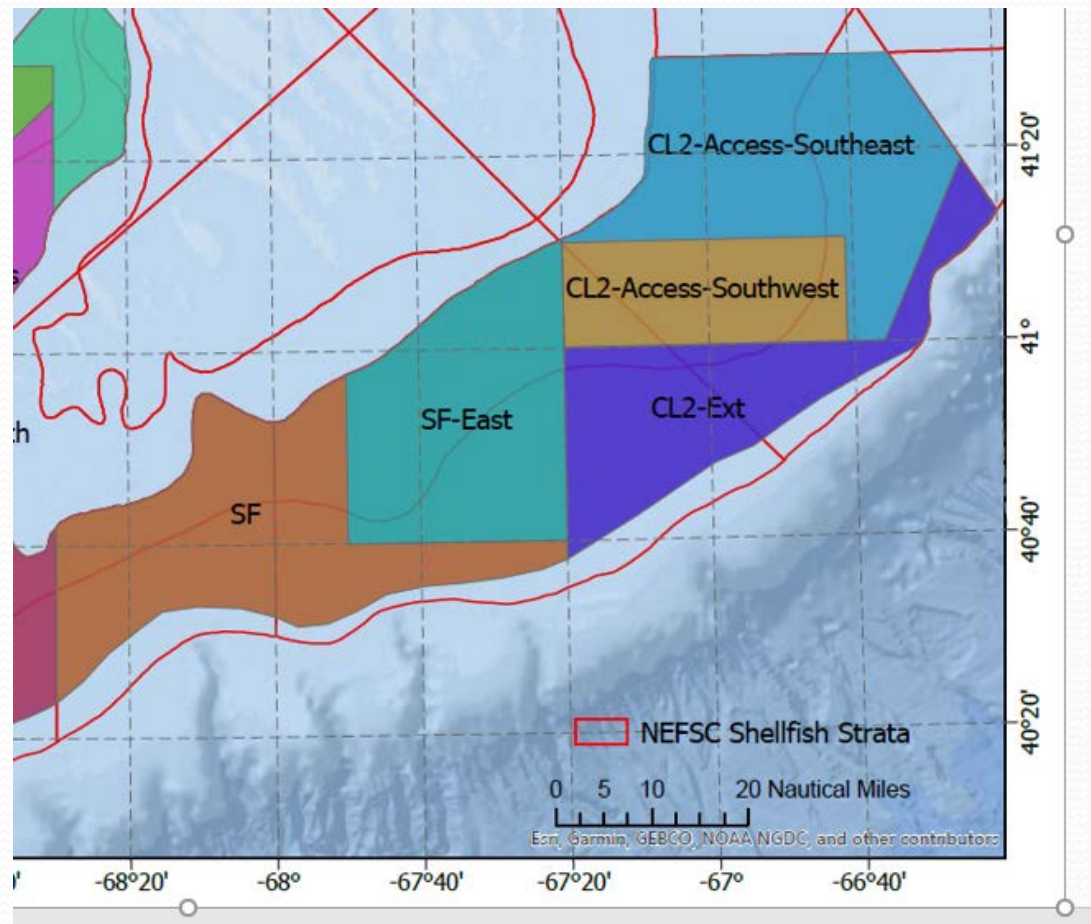 CL2-Access-Southeast
41°20'
s
CL2-Access-Southwest
41°
th
SF-East
CL2-Ext
SF
40°40'
NEFSC Shellfish Strata
40°20'
0 5 10 20 Nautical Miles
Esri, Garmin, GEBCO, NOAA NGDC, and other contributors
-68°20' -68° -67°40' -67°20' -67° -66°40'